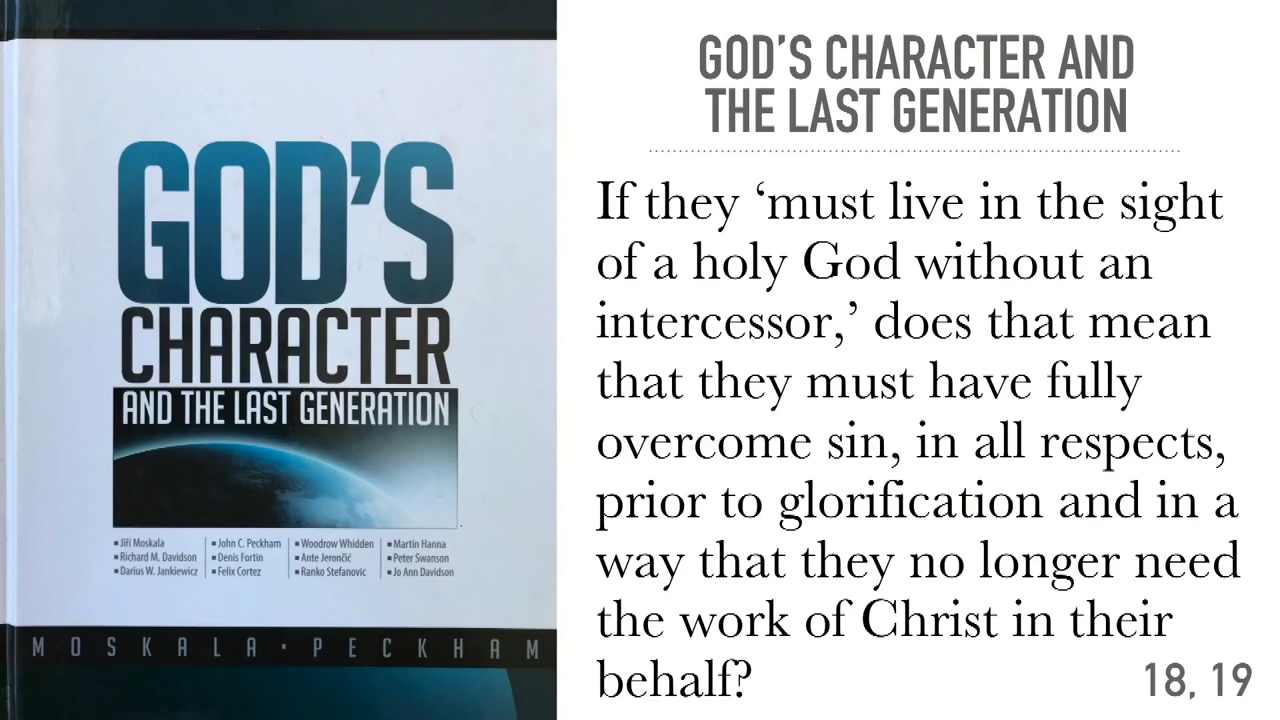 GOD'S
CHARACTER
AND THE LAST GENERATION
▪ Jiří Moskala
▪ Richard M. Davidson
▪ Darius W. Jankiewicz
▪ John C. Peckham
▪ Denis Fortin
▪ Felix Cortez
▪ Woodrow Whidden
▪ Ante Jerončić
▪ Ranko Stefanovic
▪ Martin Hanna
▪ Peter Swanson
▪ Jo Ann Davidson
MOSKALA · PECKHAM
GOD'S CHARACTER AND
THE LAST GENERATION
If they ‘must live in the sight
of a holy God without an
intercessor,’ does that mean
that they must have fully
overcome sin, in all respects,
prior to glorification and in a
way that they no longer need
the work of Christ in their
behalf?
18, 19